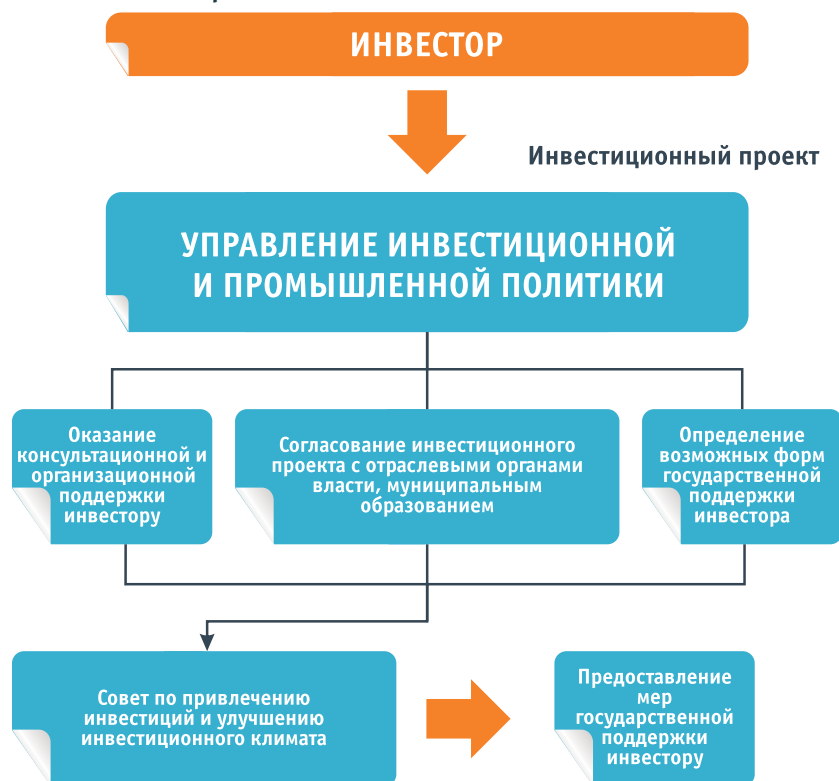 ИНВЕСТОР
Инвестиционный проект
УПРАВЛЕНИЕ ИНВЕСТИЦИОННОЙ
И ПРОМЫШЛЕННОЙ ПОЛИТИКИ
Оказание
консультационной и
организационной
поддержки
инвестору
Согласование инвестиционного
проекта с отраслевыми органами
власти, муниципальным
образованием
Определение
возможных форм
государственной
поддержки
инвестора
Совет по привлечению
инвестиций и улучшению
инвестиционного климата
Предоставление
мер
государственной
поддержки
инвестору